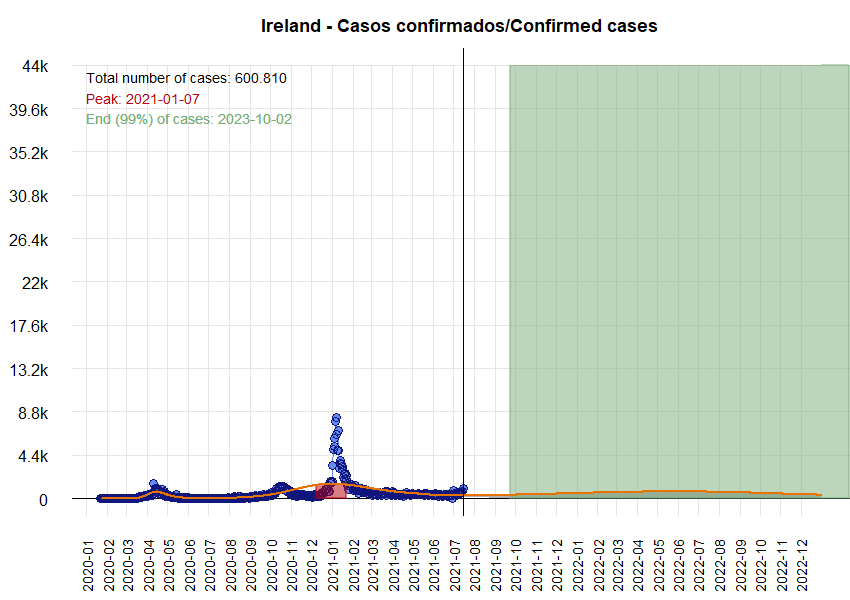 Ireland - Casos confirmados/Confirmed cases
Total number of cases: 600.810
Peak: 2021-01-07
End (99%) of cases: 2023-10-02
44k
39.6k
35.2k
30.8k
26.4k
22k
17.6k
13.2k
8.8k
4.4k
0
2020-01
2020-02
2020-03
2020-04
2020-05
2020-06
2020-07
2020-08
2020-09
2020-10
2020-11
2020-12
2021-01
2021-02
2021-03
2021-04
2021-05
2021-06
2021-07
2021-08
2021-09
2021-10
2021-11
2021-12
2022-01
2022-02
2022-03
2022-04
2022-05
2022-06
2022-07
2022-08
2022-09
2022-10
2022-11
2022-12